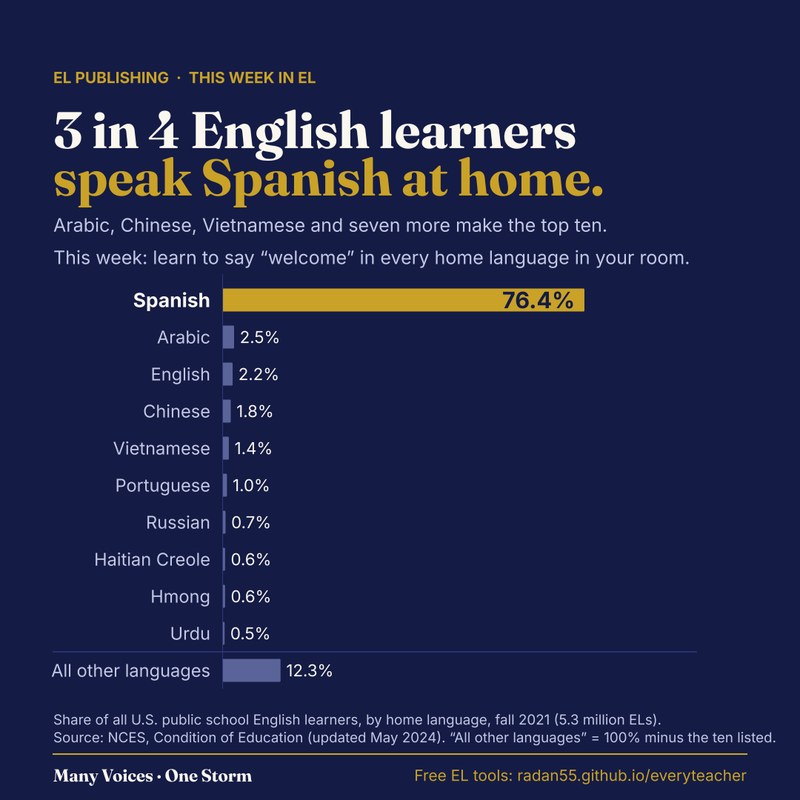 EL PUBLISHING · THIS WEEK IN EL
3 in 4 English learners
speak Spanish at home.
Arabic, Chinese, Vietnamese and seven more make the top ten.
This week: learn to say “welcome” in every home language in your room.
Spanish 76.4%
Arabic 2.5%
English 2.2%
Chinese 1.8%
Vietnamese 1.4%
Portuguese 1.0%
Russian 0.7%
Haitian Creole 0.6%
Hmong 0.6%
Urdu 0.5%
All other languages 12.3%
Share of all U.S. public school English learners, by home language, fall 2021 (5.3 million ELs).
Source: NCES, Condition of Education (updated May 2024). “All other languages” = 100% minus the ten listed.
Many Voices · One Storm
Free EL tools: radan55.github.io/everyteacher